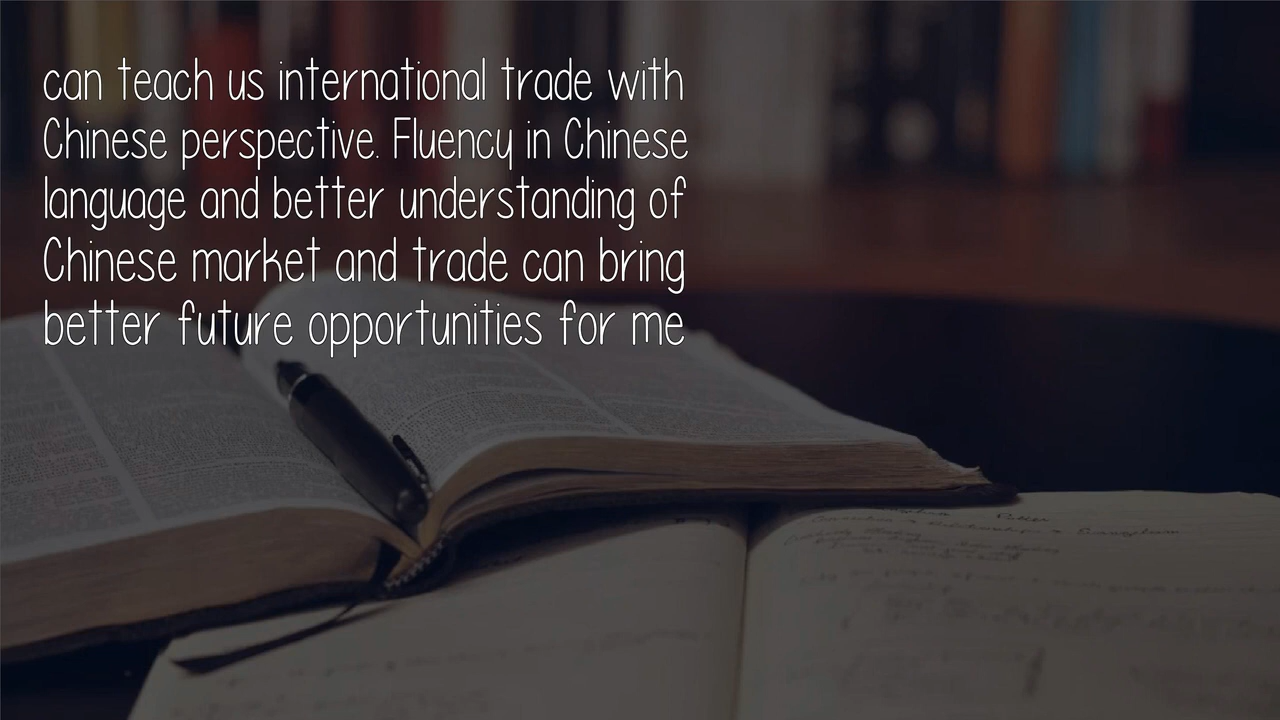 can teach us international trade with
Chinese perspective. Fluency in Chinese
language and better understanding of
Chinese market and trade can bring
better future opportunities for me